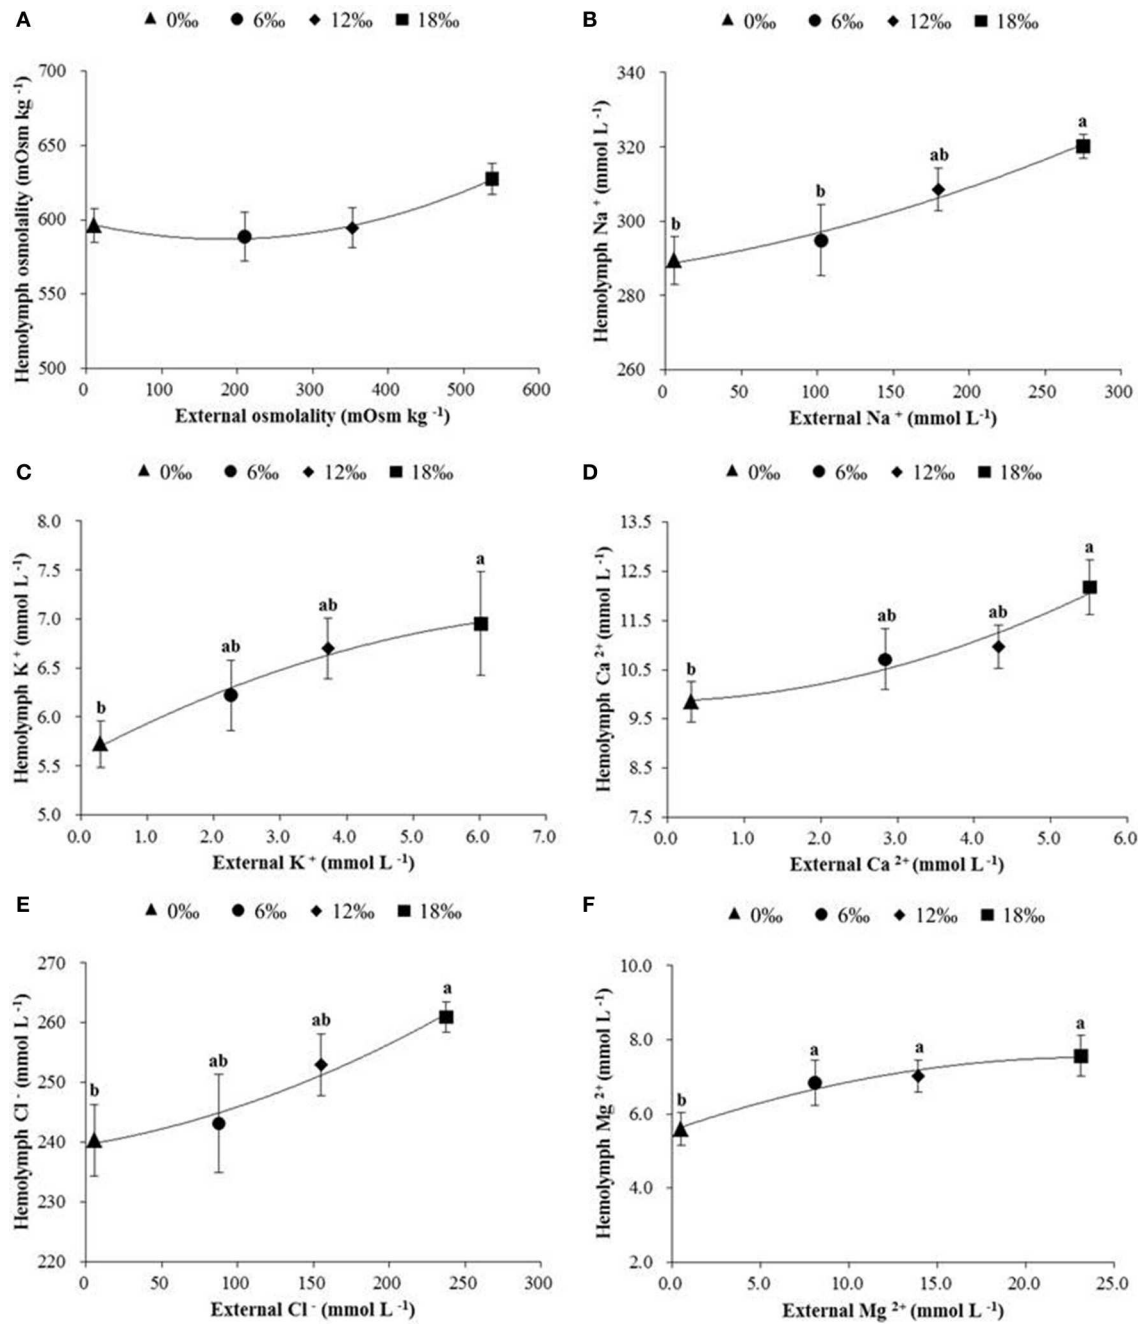 A
0‰ 6‰ 12‰ 18‰
Hemolymph osmolality (mOsm kg -1)
700
650
600
550
500
0 100 200 300 400 500 600
External osmolality (mOsm kg -1)
B
0‰ 6‰ 12‰ 18‰
Hemolymph Na + (mmol L -1)
340
320
300
280
260
b b ab a
0 50 100 150 200 250 300
External Na + (mmol L-1)
C
0‰ 6‰ 12‰ 18‰
Hemolymph K + (mmol L -1)
8.0
7.5
7.0
6.5
6.0
5.5
5.0
b ab ab a
0.0 1.0 2.0 3.0 4.0 5.0 6.0 7.0
External K + (mmol L -1)
D
0‰ 6‰ 12‰ 18‰
Hemolymph Ca 2+ (mmol L -1)
13.5
12.5
11.5
10.5
9.5
8.5
7.5
b ab ab a
0.0 1.0 2.0 3.0 4.0 5.0 6.0
External Ca 2+ (mmol L -1)
E
0‰ 6‰ 12‰ 18‰
Hemolymph Cl - (mmol L -1)
270
260
250
240
230
220
b ab ab a
0 50 100 150 200 250 300
External Cl - (mmol L -1)
F
0‰ 6‰ 12‰ 18‰
Hemolymph Mg 2+ (mmol L -1)
10.0
8.0
6.0
4.0
2.0
b a a a
0.0 5.0 10.0 15.0 20.0 25.0
External Mg 2+ (mmol L -1)